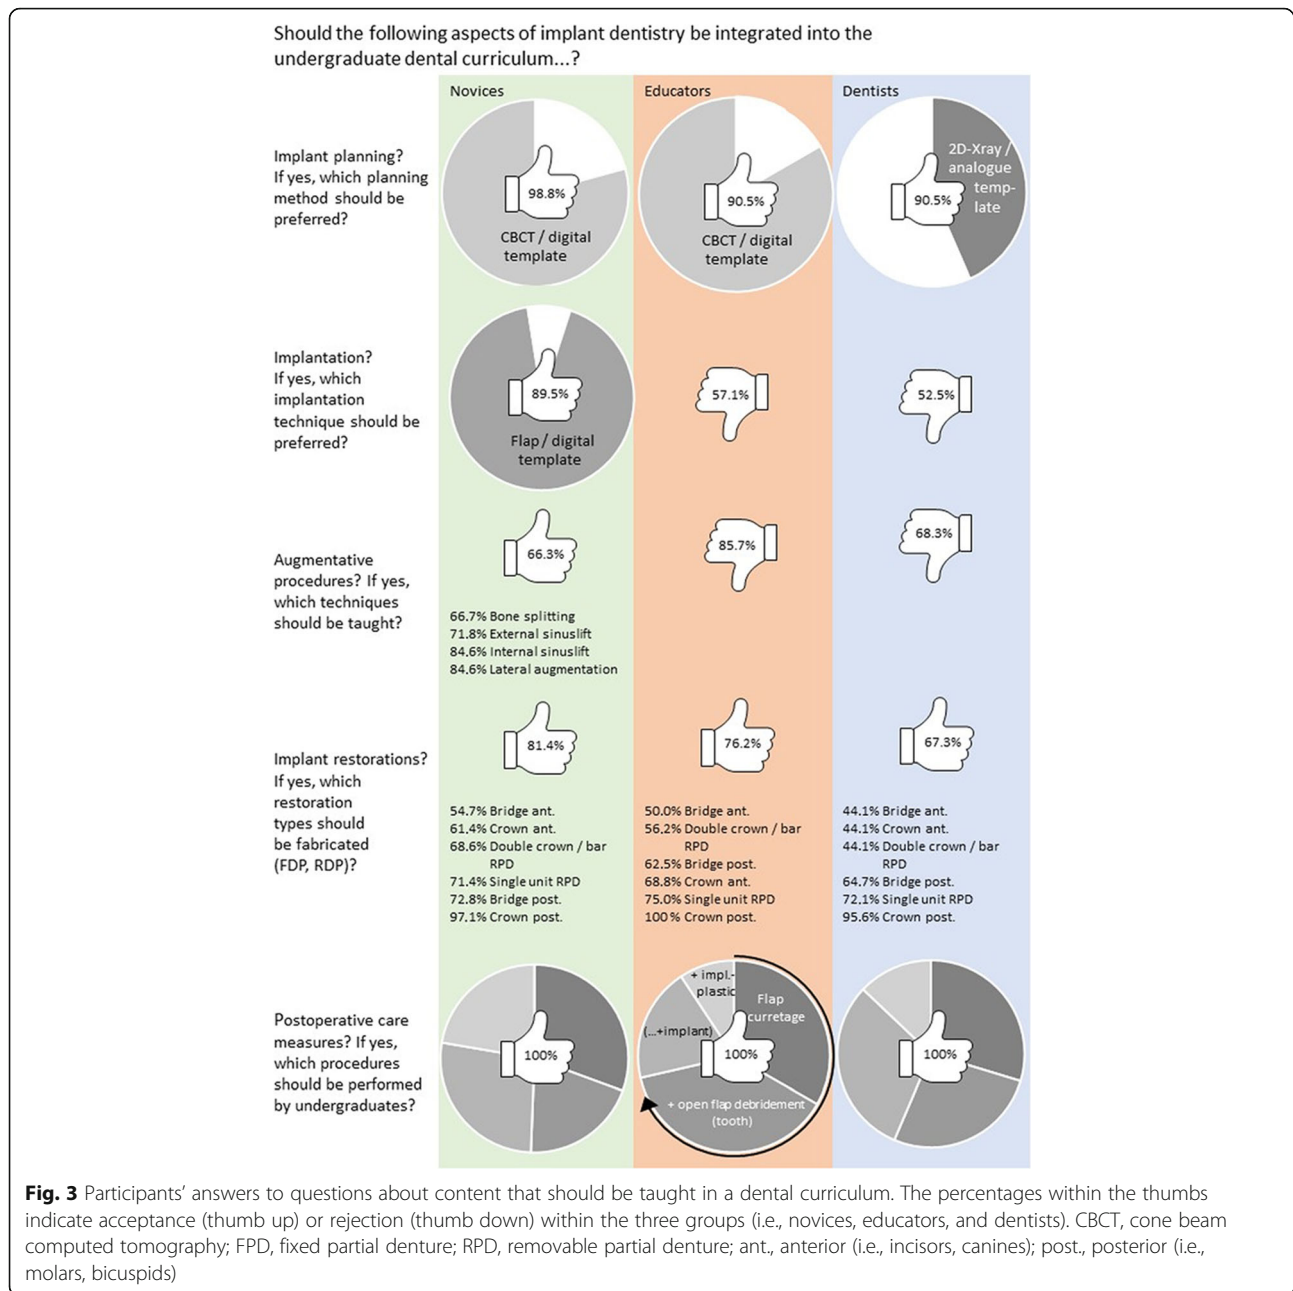 Should the following aspects of implant dentistry be integrated into the
undergraduate dental curriculum...?
Novices
Educators
Dentists
Implant planning?
If yes, which planning
method should be
preferred?
98.8%
CBCT / digital
template
90.5%
CBCT / digital
template
2D-Xray /
analogue
temp-
late
90.5%
Implantation?
If yes, which
implantation
technique should be
preferred?
89.5%
Flap / digital
template
57.1%
52.5%
Augmentative
procedures? If yes,
which techniques
should be taught?
66.3%
66.7% Bone splitting
71.8% External sinuslift
84.6% Internal sinuslift
84.6% Lateral augmentation
85.7%
68.3%
Implant restorations?
If yes, which
restoration
types should
be fabricated
(FDP, RDP)?
81.4%
54.7% Bridge ant.
61.4% Crown ant.
68.6% Double crown / bar
RPD
71.4% Single unit RPD
72.8% Bridge post.
97.1% Crown post.
76.2%
50.0% Bridge ant.
56.2% Double crown / bar
RPD
62.5% Bridge post.
68.8% Crown ant.
75.0% Single unit RPD
100% Crown post.
67.3%
44.1% Bridge ant.
44.1% Crown ant.
44.1% Double crown / bar
RPD
64.7% Bridge post.
72.1% Single unit RPD
95.6% Crown post.
Postoperative care
measures? If yes,
which procedures
should be performed
by undergraduates?
100%
+ impl.-
plastic
Flap
curretage
(...+implant)
100%
+ open flap debridement
(tooth)
100%
Fig. 3 Participants' answers to questions about content that should be taught in a dental curriculum. The percentages within the thumbs
indicate acceptance (thumb up) or rejection (thumb down) within the three groups (i.e., novices, educators, and dentists). CBCT, cone beam
computed tomography; FPD, fixed partial denture; RPD, removable partial denture; ant., anterior (i.e., incisors, canines); post., posterior (i.e.,
molars, bicuspids)